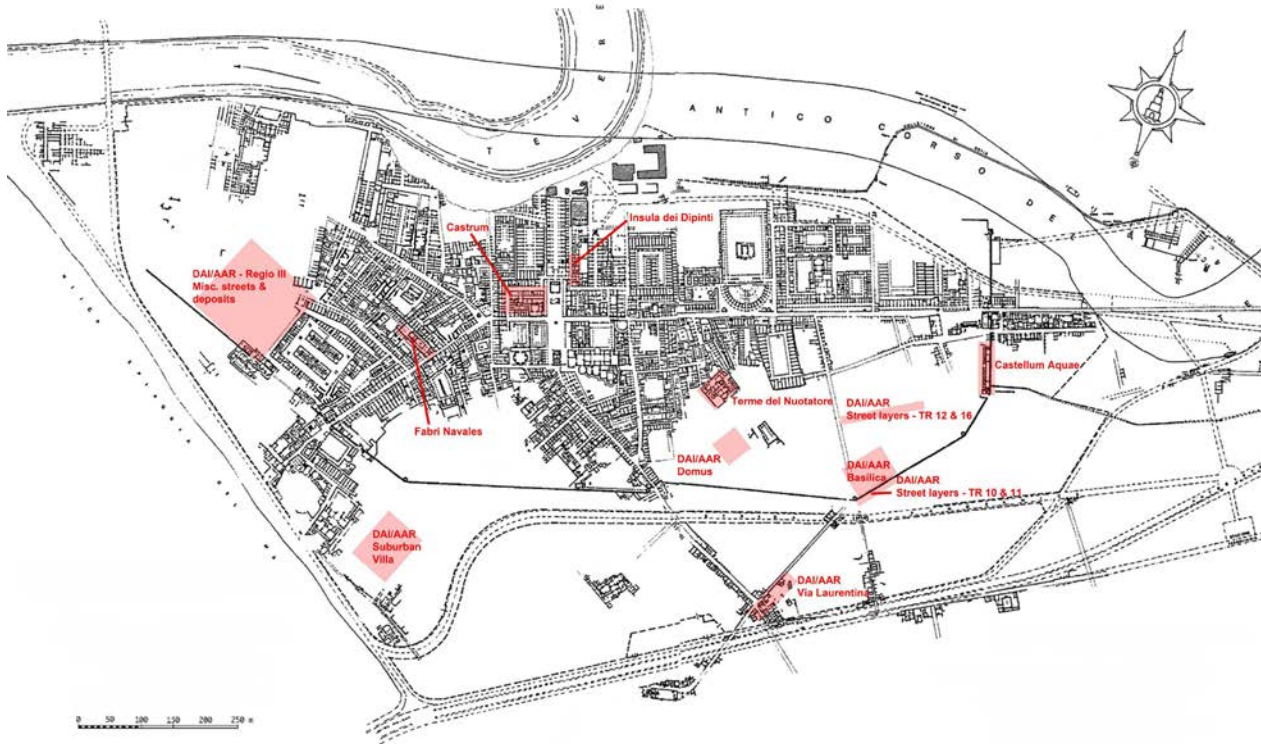 TEVERE
ANTICO CORSO DE
Insula dei Dipinti
Castrum
DAI/AAR - Regio III
Misc. streets &
deposits
Castellum Aquae
Terme del Nuotatore
DAI/AAR
Street layers - TR 12 & 16
Fabri Navales
DAI/AAR
Domus
DAI/AAR
Basilica
DAI/AAR
Street layers - TR 10 & 11
DAI/AAR
Suburban
Villa
DAI/AAR
Via Laurentina
0 50 100 150 200 250 m